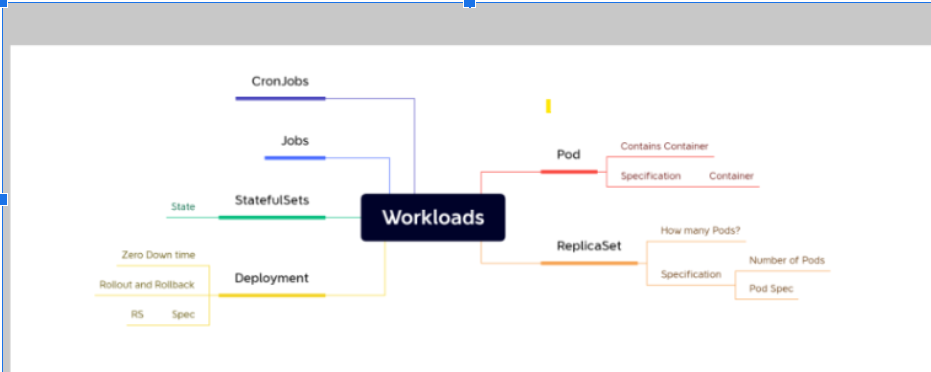 CronJobs
Jobs
StatefulSets
State
Deployment
Zero Down time
Rollout and Rollback
RS Spec
Workloads
Pod
Contains Container
Specification Container
ReplicaSet
How many Pods?
Specification
Number of Pods
Pod Spec